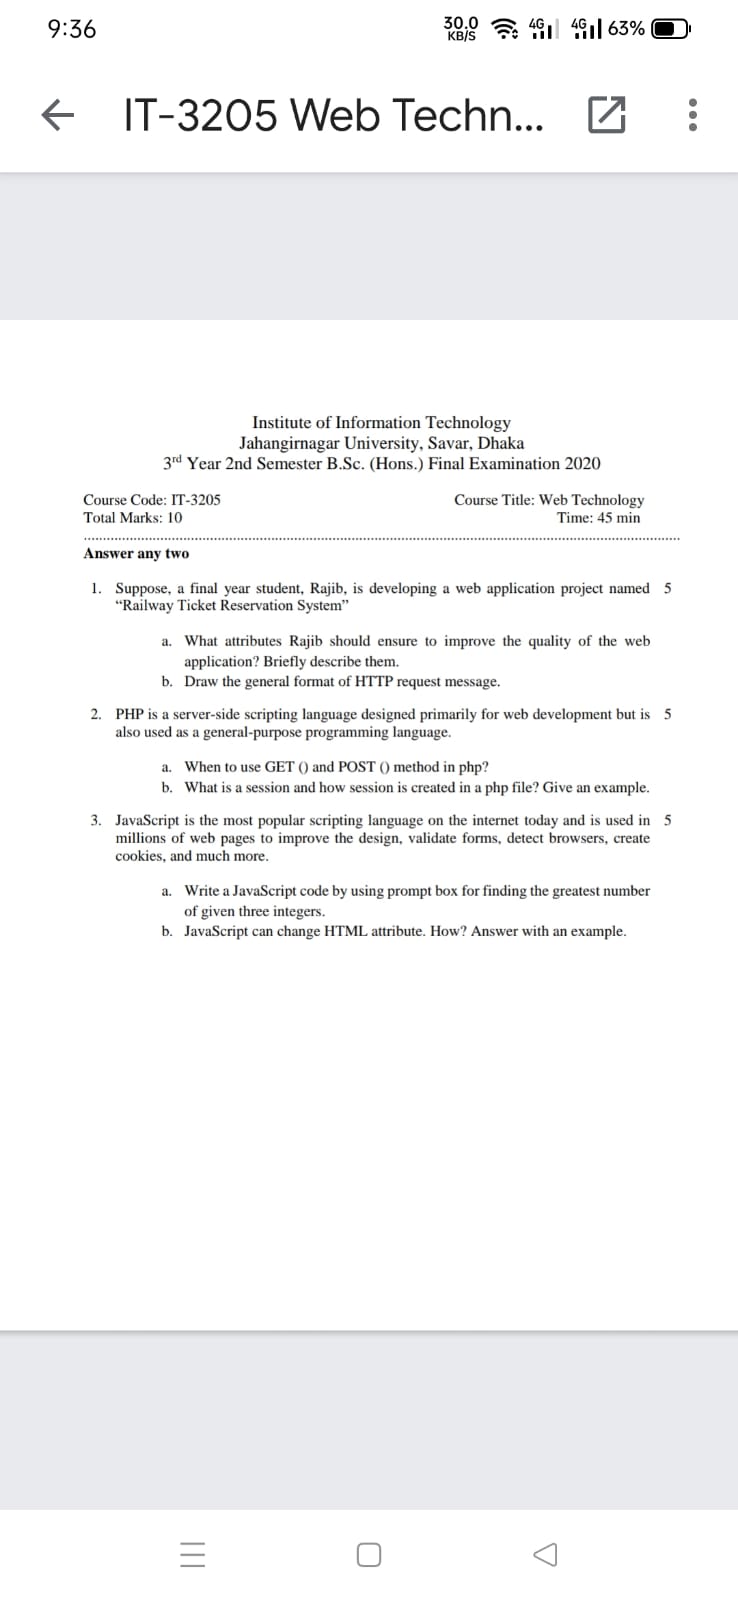 9:36
30.0
KB/S
4G
4G
63%
IT-3205 Web Techn...
Institute of Information Technology
Jahangirnagar University, Savar, Dhaka
3rd Year 2nd Semester B.Sc. (Hons.) Final Examination 2020
Course Code: IT-3205 Course Title: Web Technology
Total Marks: 10 Time: 45 min
Answer any two
1. Suppose, a final year student, Rajib, is developing a web application project named 5
“Railway Ticket Reservation System”
a. What attributes Rajib should ensure to improve the quality of the web
application? Briefly describe them.
b. Draw the general format of HTTP request message.
2. PHP is a server-side scripting language designed primarily for web development but is 5
also used as a general-purpose programming language.
a. When to use GET () and POST () method in php?
b. What is a session and how session is created in a php file? Give an example.
3. JavaScript is the most popular scripting language on the internet today and is used in 5
millions of web pages to improve the design, validate forms, detect browsers, create
cookies, and much more.
a. Write a JavaScript code by using prompt box for finding the greatest number
of given three integers.
b. JavaScript can change HTML attribute. How? Answer with an example.